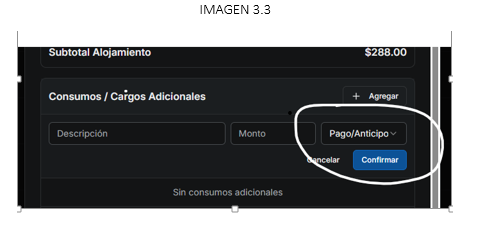 IMAGEN 3.3
Subtotal Alojamiento $288.00
Consumos / Cargos Adicionales + Agregar
Descripción Monto Pago/Anticipo
Cancelar Confirmar
Sin consumos adicionales